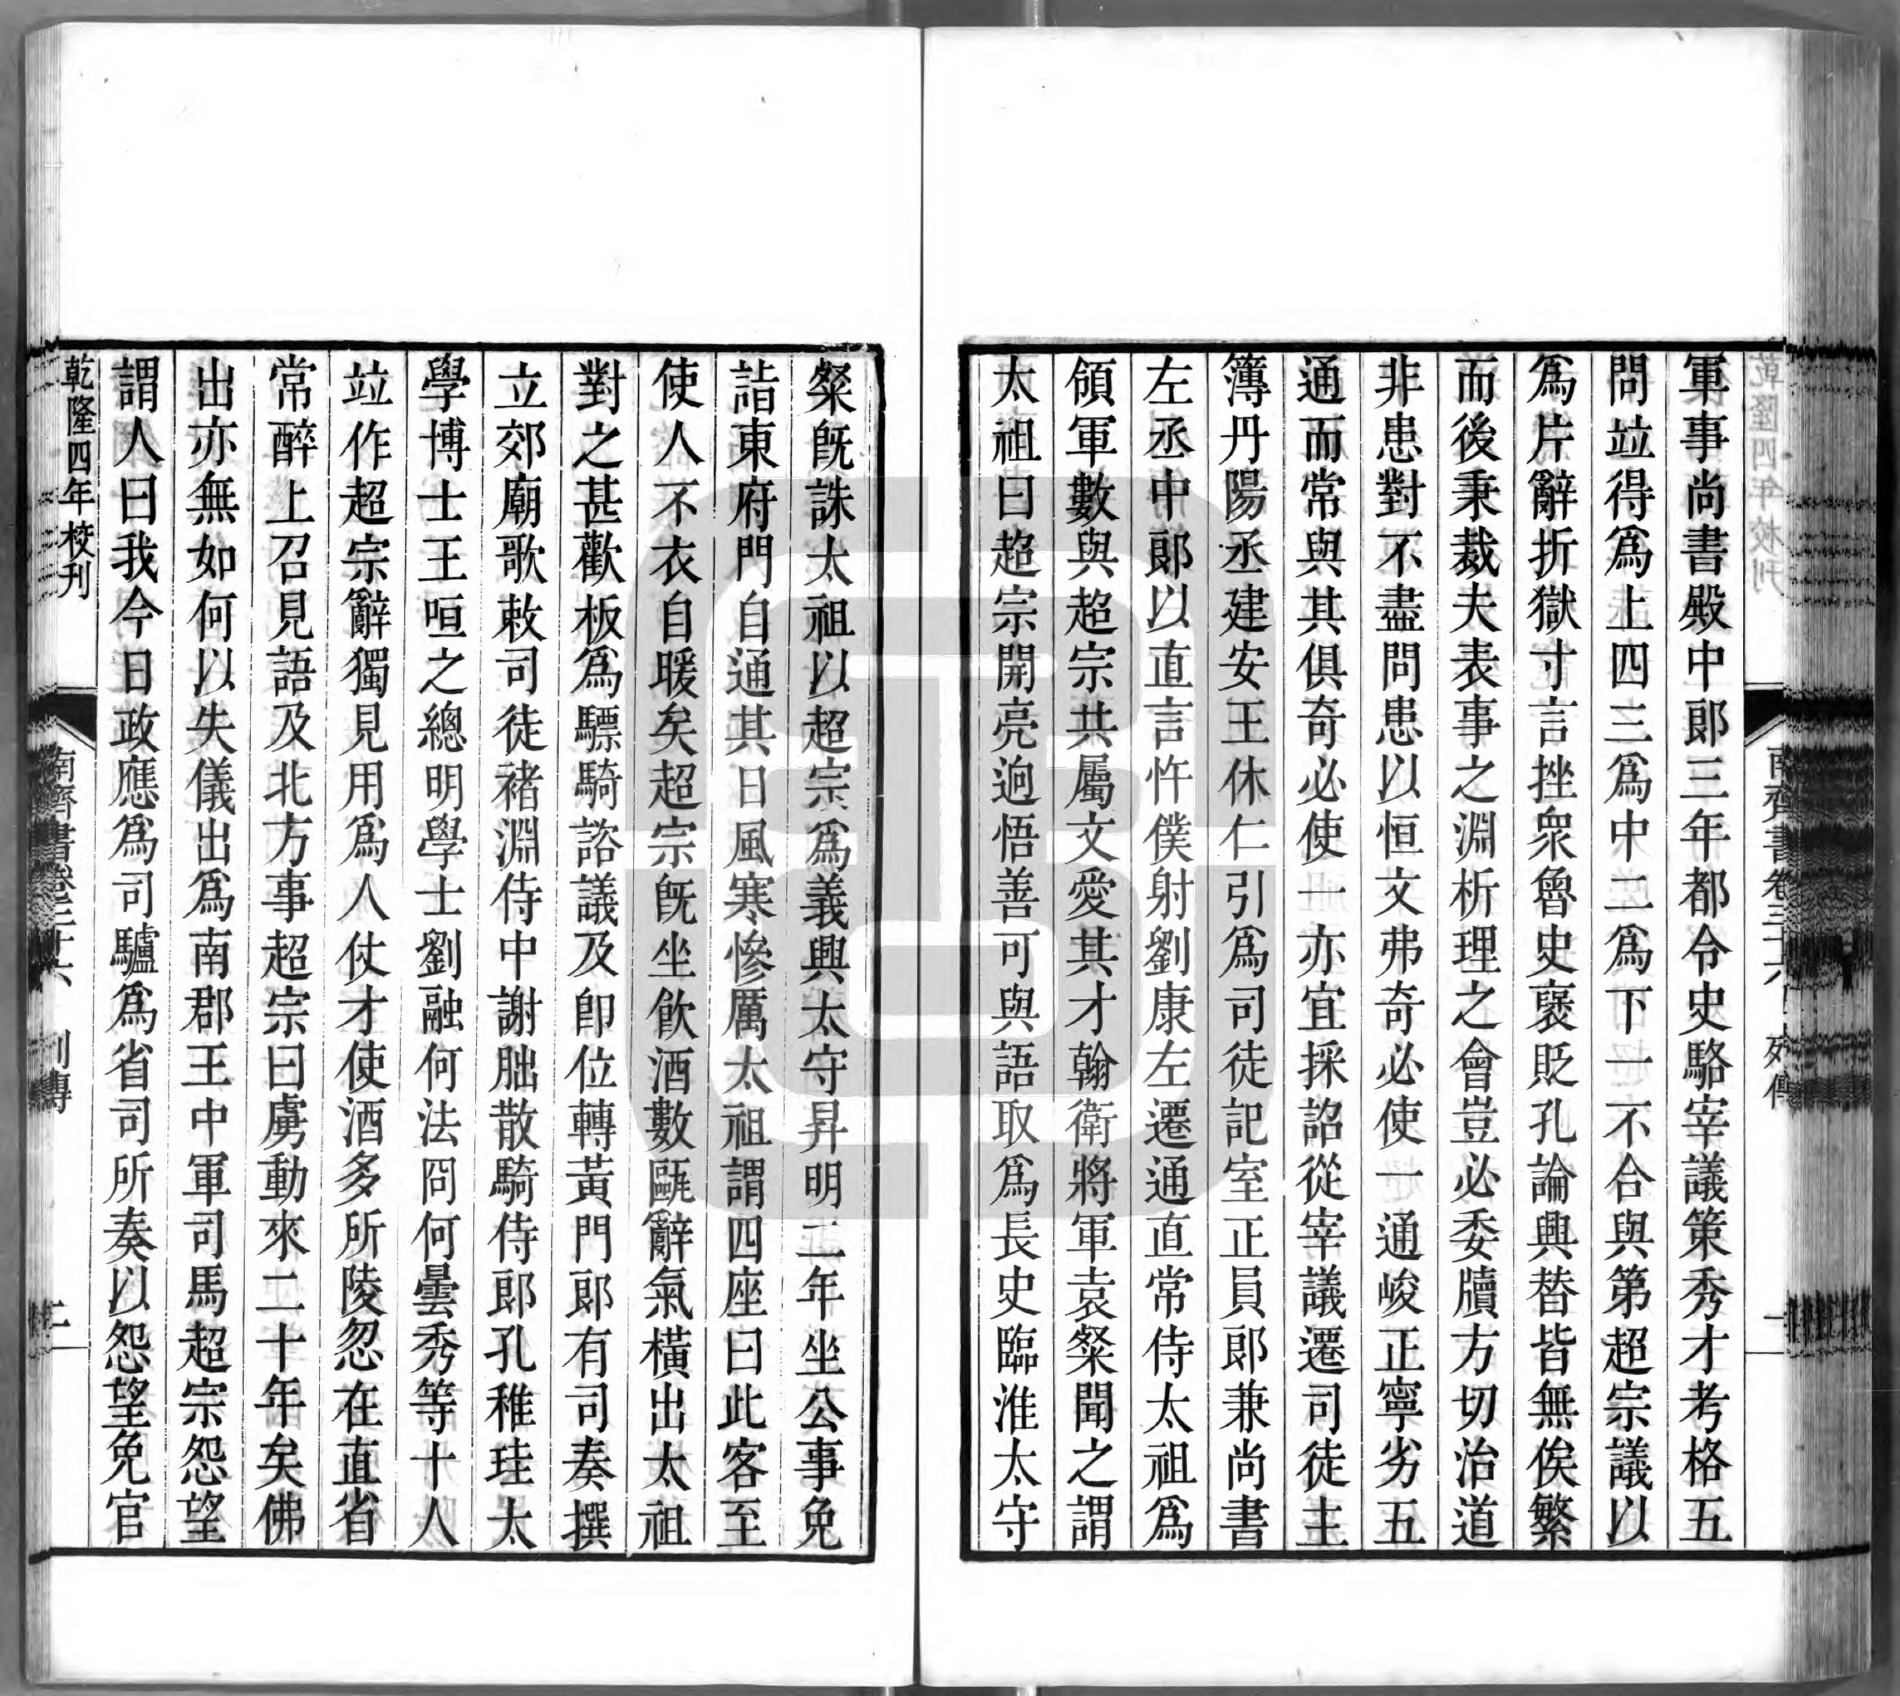 軍事尚書殿中郎三年都令史駱宰議策秀才考格五
問竝得爲上四三爲中二爲下一不合與第超宗議以
爲片辭折獄寸言挫衆魯史褒貶孔論興替皆無俟繁
而後秉裁夫表事之淵析理之會豈必委牘方切治道
非患對不盡問患以恒文弗奇必使一通峻正寧劣五
通而常與其俱奇必使一亦宜採詔從宰議遷司徒主
簿丹陽丞建安王休仁引爲司徒記室正員郎兼尚書
左丞中郎以直言忤僕射劉康左遷通直常侍太祖爲
領軍數與超宗共屬文愛其才翰衛將軍袁粲聞之謂
太祖曰超宗開亮迥悟善可與語取爲長史臨淮太守
粲旣誅太祖以超宗爲義興太守昇明二年坐公事免
詣東府門自通其日風寒慘厲太祖謂四座曰此客至
使人不衣自暖矣超宗旣坐飮酒數甌辭氣橫出太祖
對之甚歡板爲驃騎諮議及卽位轉黃門郎有司奏撰
立郊廟歌敕司徒褚淵侍中謝朏散騎侍郎孔稚珪太
學博士王咺之總明學士劉融何法冏何曇秀等十人
竝作超宗辭獨見用爲人仗才使酒多所陵忽在直省
常醉上召見語及北方事超宗曰虜動來二十年矣佛
出亦無如何以失儀出爲南郡王中軍司馬超宗怨望
謂人曰我今日政應爲司驢爲省司所奏以怨望免官
乾隆四年校刊
南齊書卷三十六 列傳
二